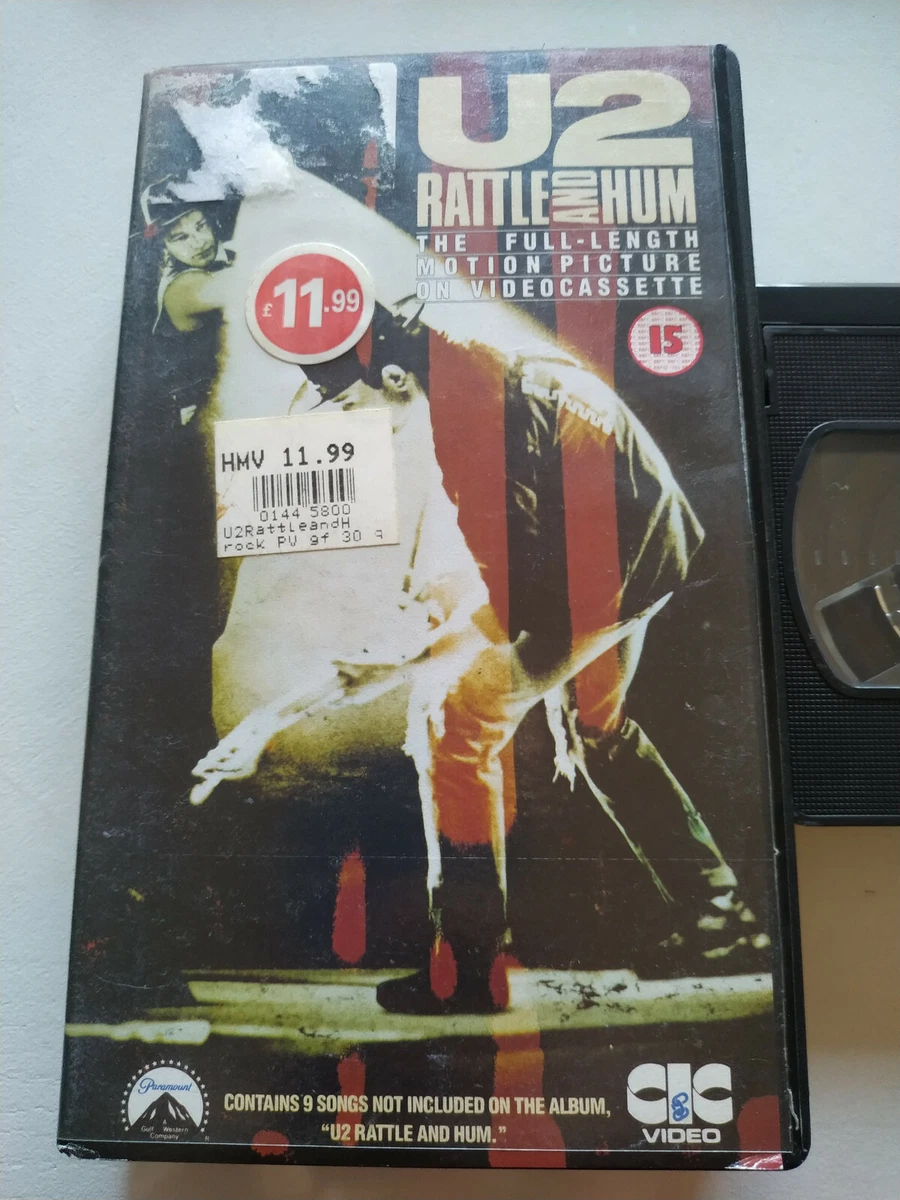 U2
RATTLE AND HUM
THE FULL-LENGTH
MOTION PICTURE
ON VIDEOCASSETTE
£11.99
15
HMV 11.99
0144 5800
U2RattleandH
rock PV gf 30 q
Paramount
A
Gulf + Western
Company
R
CONTAINS 9 SONGS NOT INCLUDED ON THE ALBUM,
"U2 RATTLE AND HUM."
CIC
VIDEO